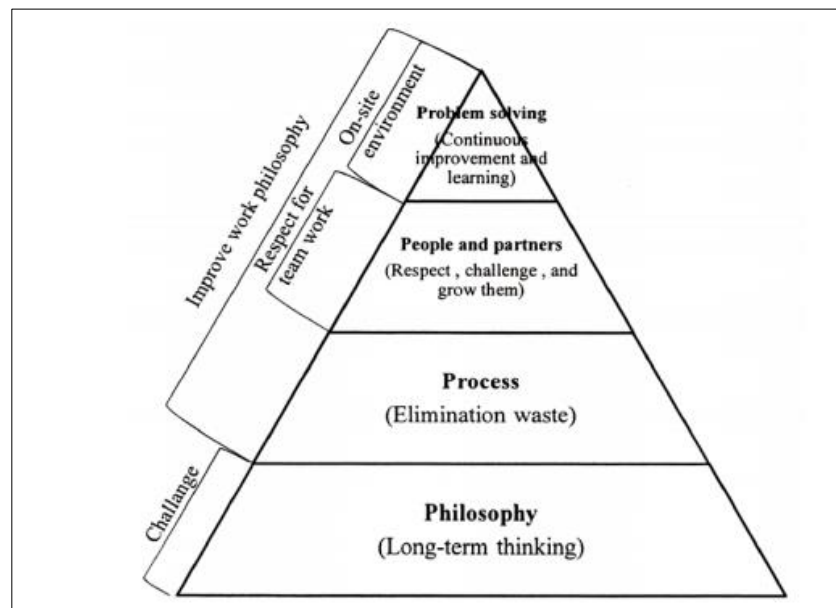 Improve work philosophy
On-site
environment
Respect for
team work
Challange
Problem solving
(Continuous
improvement and
learning)
People and partners
(Respect , challenge , and
grow them)
Process
(Elimination waste)
Philosophy
(Long-term thinking)